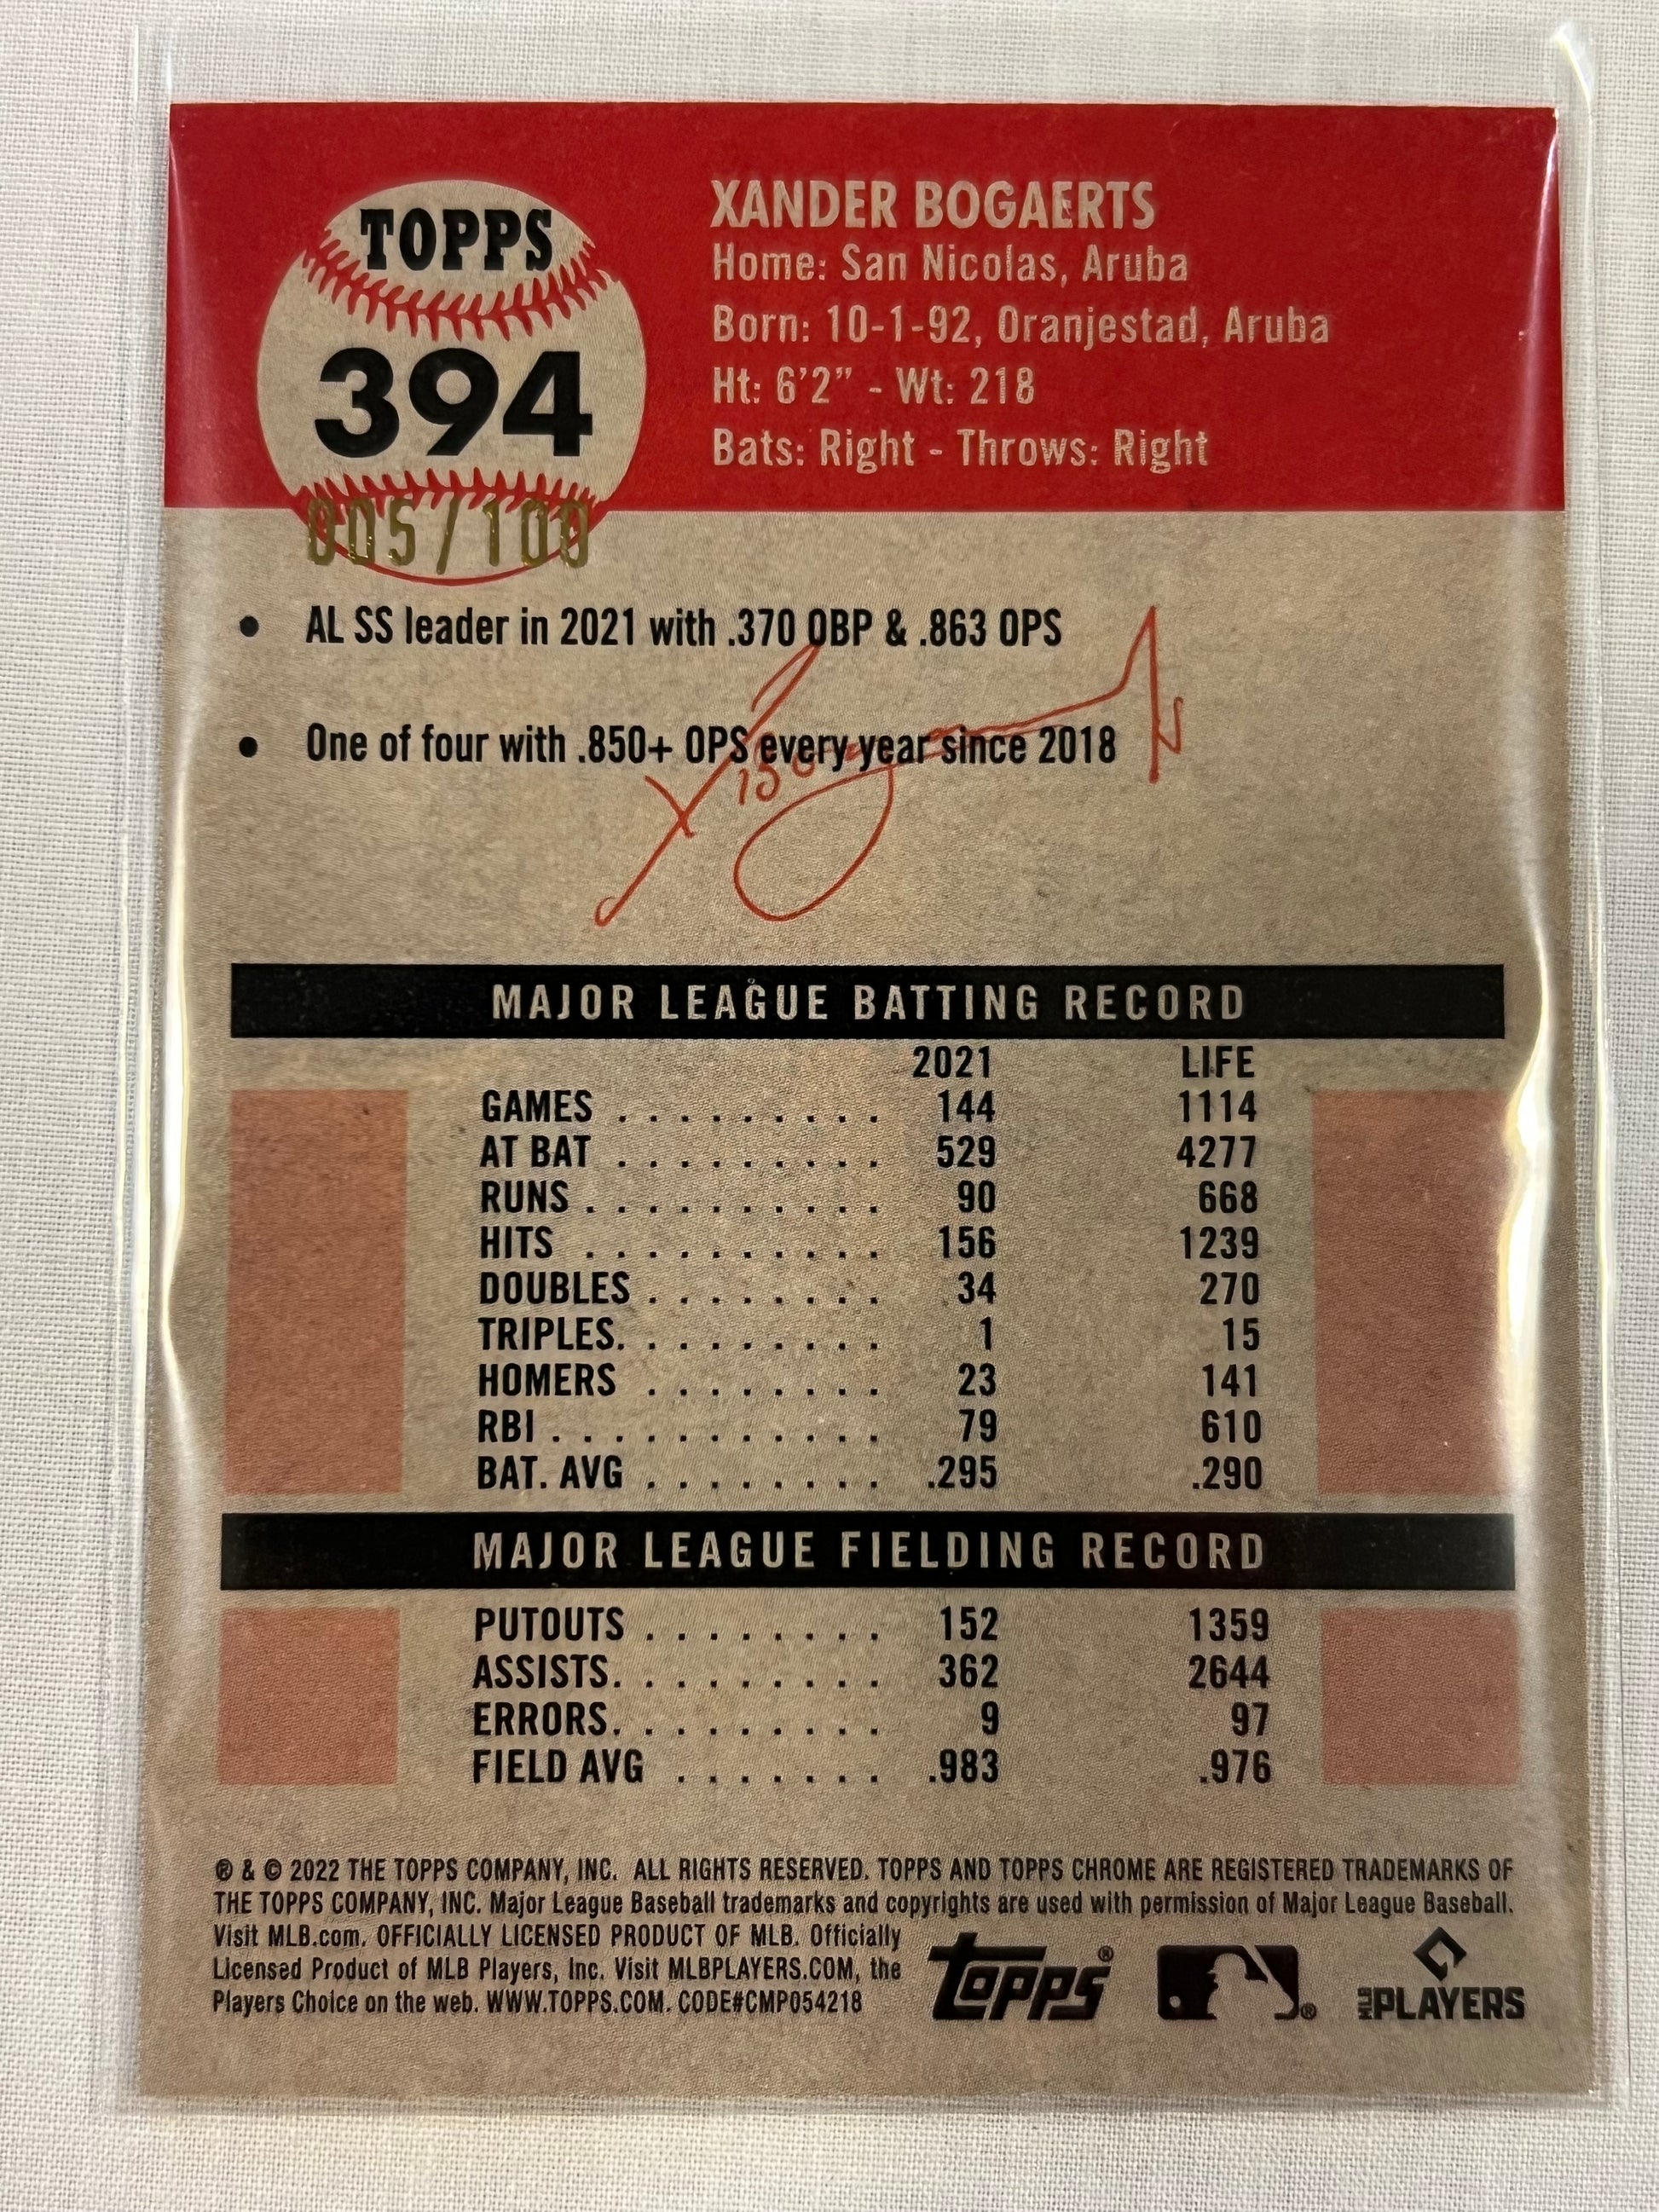 TOPPS
394
005/100
XANDER BOGAERTS
Home: San Nicolas, Aruba
Born: 10-1-92, Oranjestad, Aruba
Ht: 6'2” - Wt: 218
Bats: Right - Throws: Right
• AL SS leader in 2021 with .370 OBP & .863 OPS
• One of four with .850+ OPS every year since 2018
MAJOR LEAGUE BATTING RECORD
2021 LIFE
GAMES . . . . . . . . . 144 1114
AT BAT . . . . . . . . . 529 4277
RUNS . . . . . . . . . . 90 668
HITS . . . . . . . . . . 156 1239
DOUBLES . . . . . . . . 34 270
TRIPLES. . . . . . . . . 1 15
HOMERS . . . . . . . . 23 141
RBI . . . . . . . . . . . 79 610
BAT. AVG . . . . . . . . .295 .290
MAJOR LEAGUE FIELDING RECORD
PUTOUTS . . . . . . . . 152 1359
ASSISTS. . . . . . . . . 362 2644
ERRORS. . . . . . . . . 9 97
FIELD AVG . . . . . . . .983 .976
® & © 2022 THE TOPPS COMPANY, INC. ALL RIGHTS RESERVED. TOPPS AND TOPPS CHROME ARE REGISTERED TRADEMARKS OF
THE TOPPS COMPANY, INC. Major League Baseball trademarks and copyrights are used with permission of Major League Baseball.
Visit MLB.com. OFFICIALLY LICENSED PRODUCT OF MLB. Officially
Licensed Product of MLB Players, Inc. Visit MLBPLAYERS.COM, the
Players Choice on the web. WWW.TOPPS.COM. CODE#CMP054218
topps®
®
MLB PLAYERS